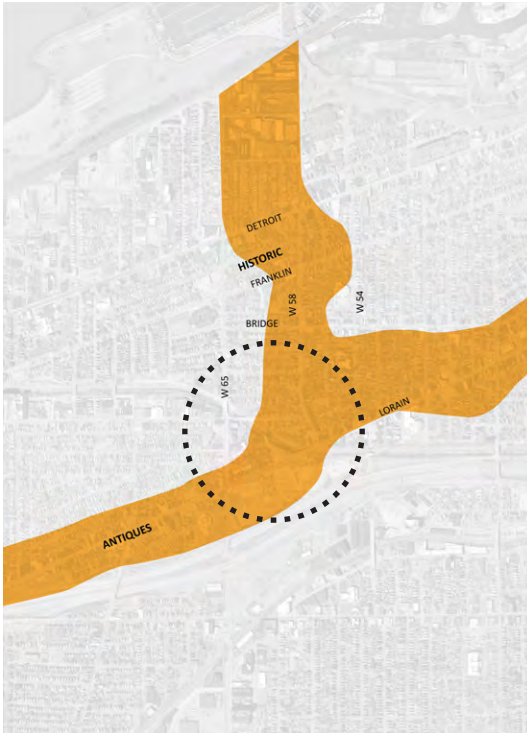 DETROIT
HISTORIC
FRANKLIN
W 58
W 54
BRIDGE
W 65
LORAIN
ANTIQUES